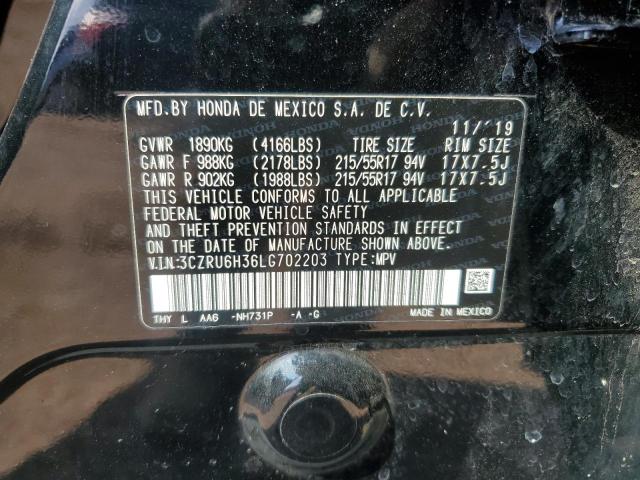 MFD.BY HONDA DE MEXICO S.A. DE C.V.
11/19
GVWR 1890KG (4166LBS) TIRE SIZE RIM SIZE
GAWR F 988KG (2178LBS) 215/55R17 94V 17X7.5J
GAWR R 902KG (1988LBS) 215/55R17 94V 17X7.5J
THIS VEHICLE CONFORMS TO ALL APPLICABLE
FEDERAL MOTOR VEHICLE SAFETY
AND THEFT PREVENTION STANDARDS IN EFFECT
ON THE DATE OF MANUFACTURE SHOWN ABOVE.
V.I.N:3CZRU6H36LG702203 TYPE:MPV
THY L AA6 -NH731P -A -G MADE IN MEXICO